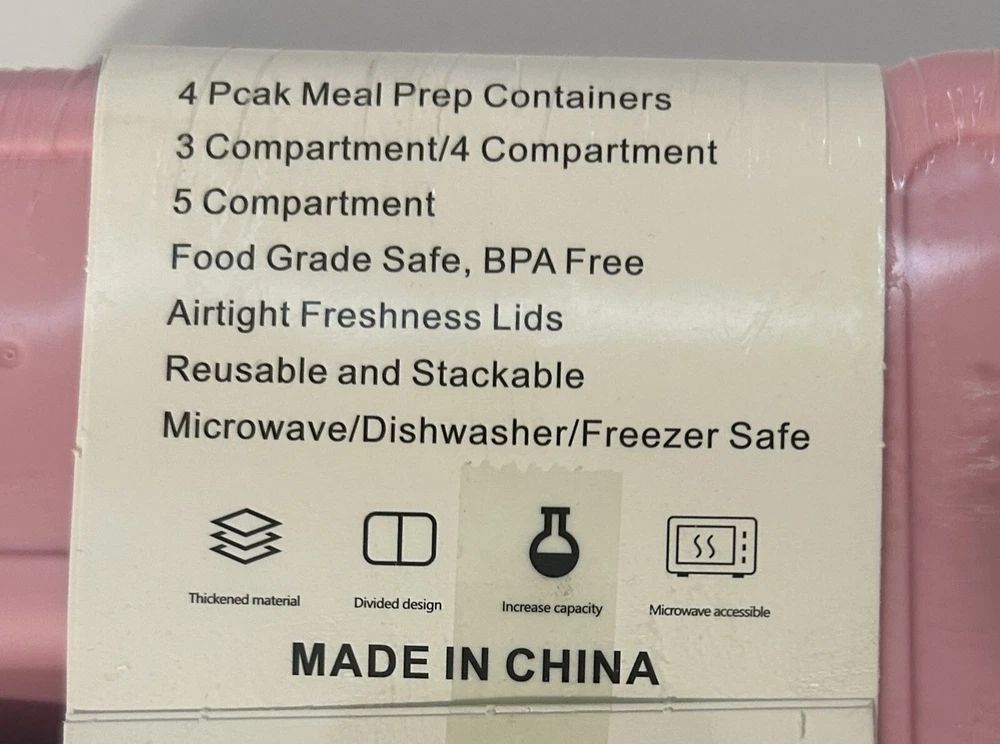 4 Pcak Meal Prep Containers
3 Compartment/4 Compartment
5 Compartment
Food Grade Safe, BPA Free
Airtight Freshness Lids
Reusable and Stackable
Microwave/Dishwasher/Freezer Safe
Thickened material
Divided design
Increase capacity
Microwave accessible
MADE IN CHINA